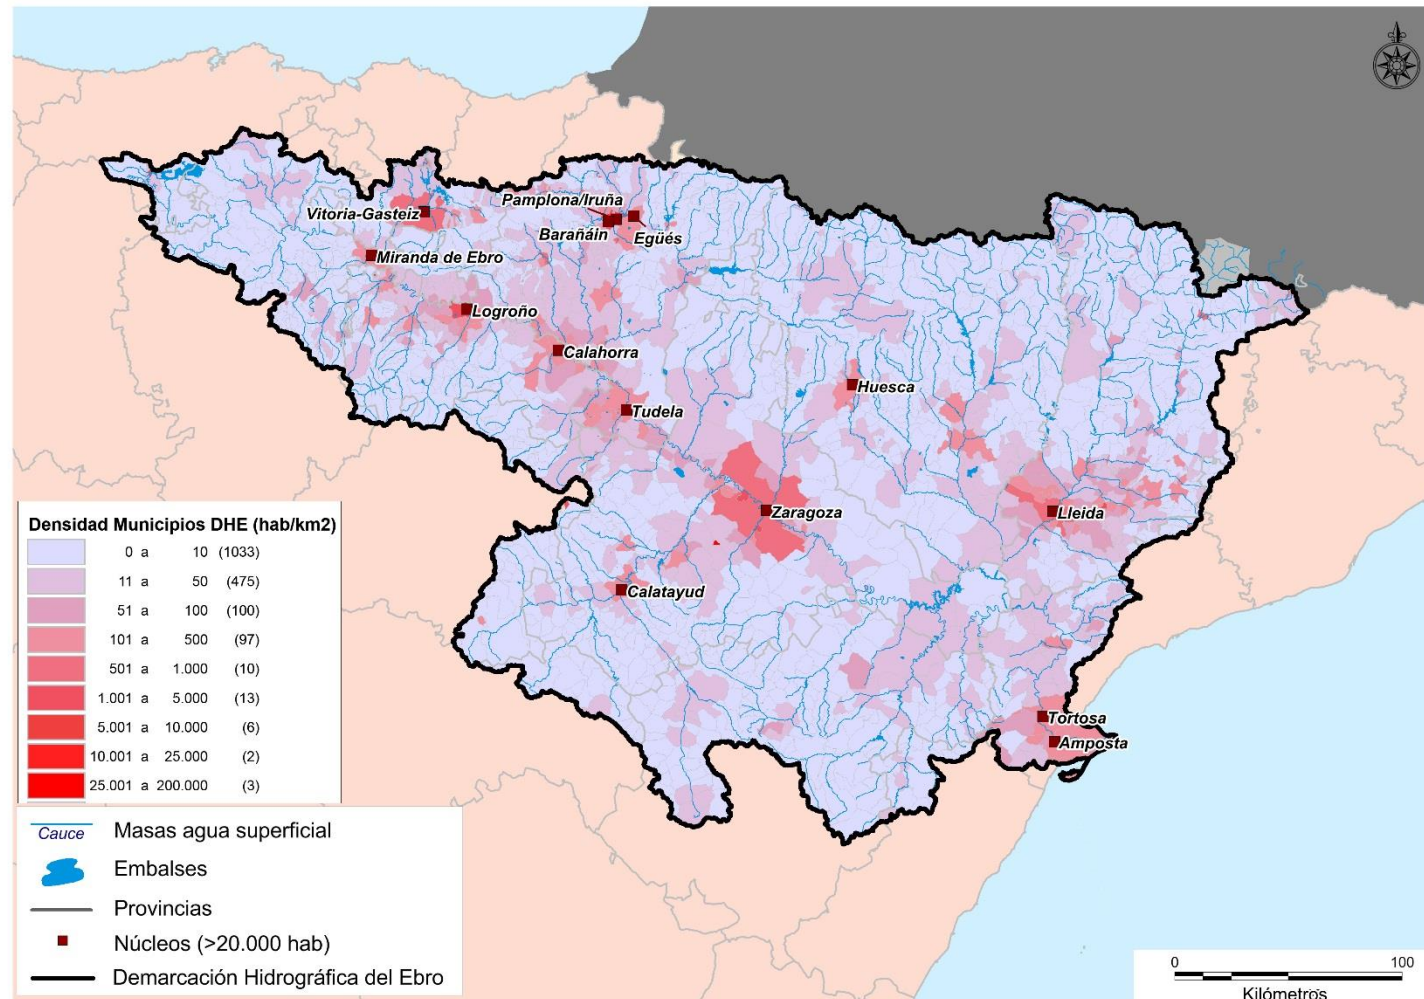 Pamplona/Iruña
Vitoria-Gasteiz
Barañáin
Egüés
Miranda de Ebro
Logroño
Calahorra
Huesca
Tudela
Zaragoza
Lleida
Calatayud
Tortosa
Amposta
Densidad Municipios DHE (hab/km2)
0 a 10 (1033)
11 a 50 (475)
51 a 100 (100)
101 a 500 (97)
501 a 1.000 (10)
1.001 a 5.000 (13)
5.001 a 10.000 (6)
10.001 a 25.000 (2)
25.001 a 200.000 (3)
Cauce Masas agua superficial
Embalses
Provincias
Núcleos (>20.000 hab)
Demarcación Hidrográfica del Ebro
0 100
Kilómetros